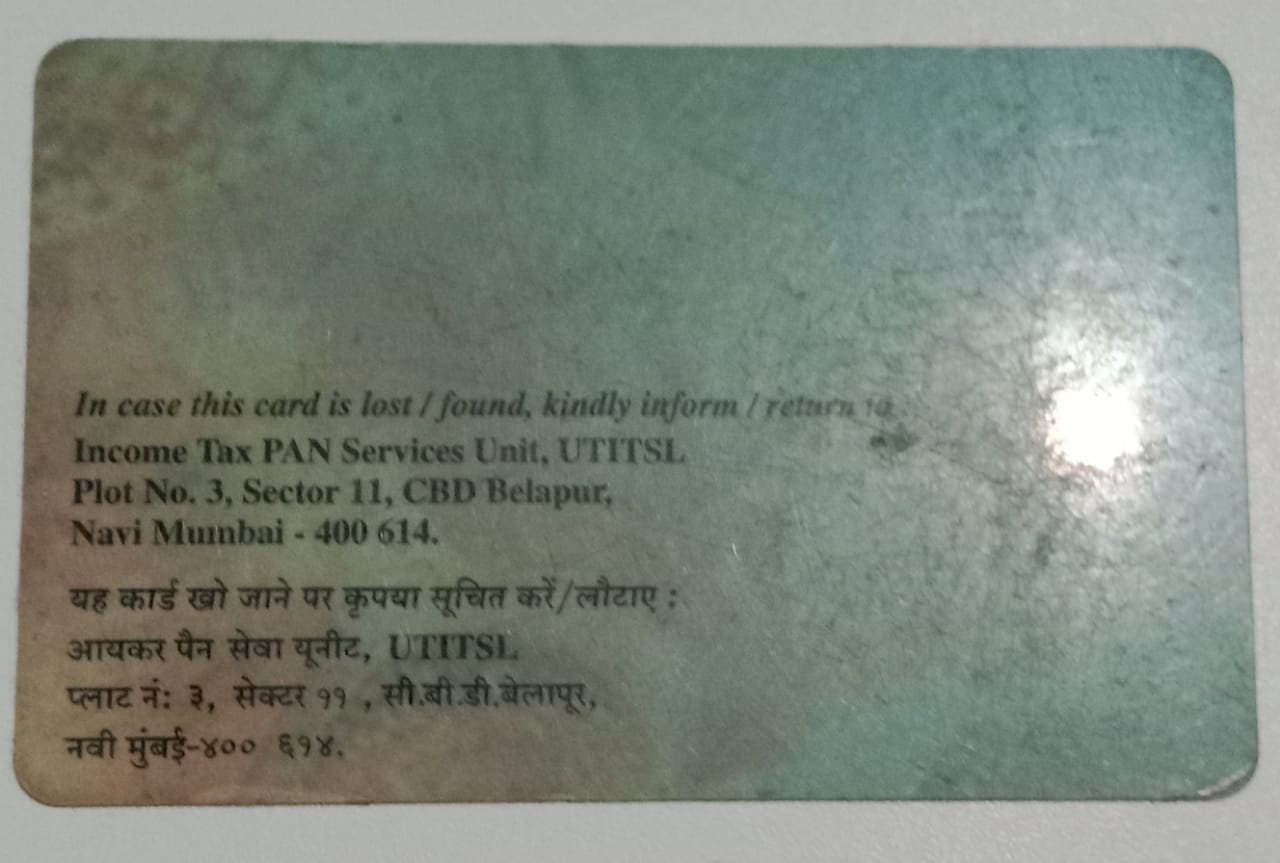 In case this card is lost / found, kindly inform / return to :
Income Tax PAN Services Unit, UTITSL
Plot No. 3, Sector 11, CBD Belapur,
Navi Mumbai - 400 614.
यह कार्ड खो जाने पर कृपया सूचित करें/लौटाए :
आयकर पैन सेवा यूनीट, UTITSL
प्लाट नं: ३, सेक्टर ११ , सी.बी.डी.बेलापूर,
नवी मुंबई-४०० ६१४.